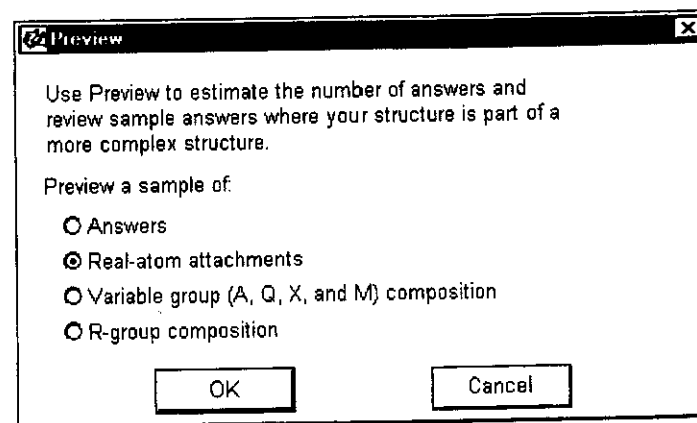 Preview
Use Preview to estimate the number of answers and
review sample answers where your structure is part of a
more complex structure.
Preview a sample of:
Answers
Real-atom attachments
Variable group (A, Q, X, and M) composition
R-group composition
OK
Cancel